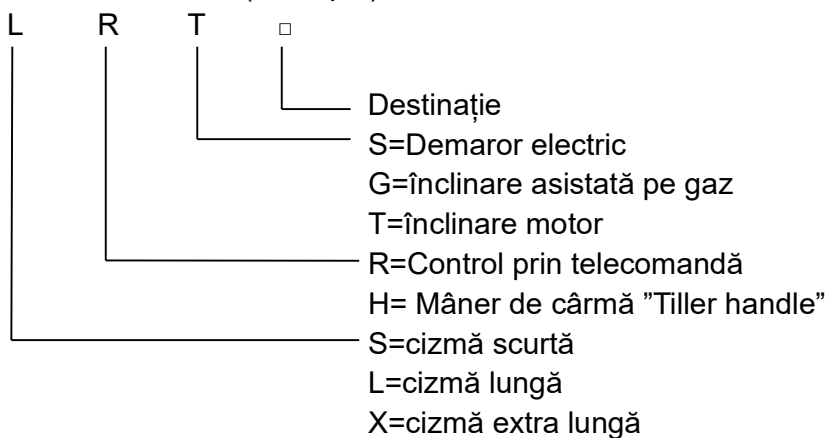 L R T □
Destinație
S=Demaror electric
G=înclinare asistată pe gaz
T=înclinare motor
R=Control prin telecomandă
H= Mâner de cârmă ”Tiller handle”
S=cizmă scurtă
L=cizmă lungă
X=cizmă extra lungă